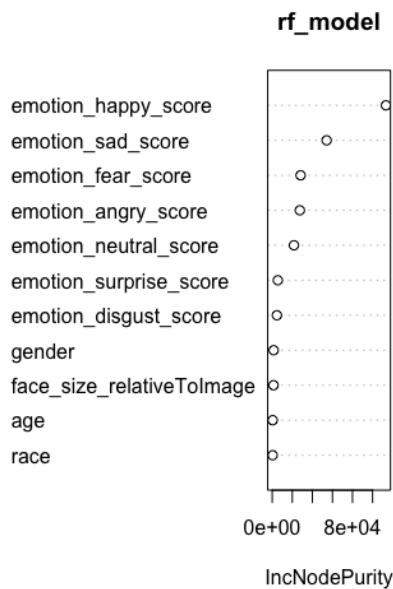 rf_model
emotion_happy_score
emotion_sad_score
emotion_fear_score
emotion_angry_score
emotion_neutral_score
emotion_surprise_score
emotion_disgust_score
gender
face_size_relativeToImage
age
race
0e+00 8e+04
IncNodePurity